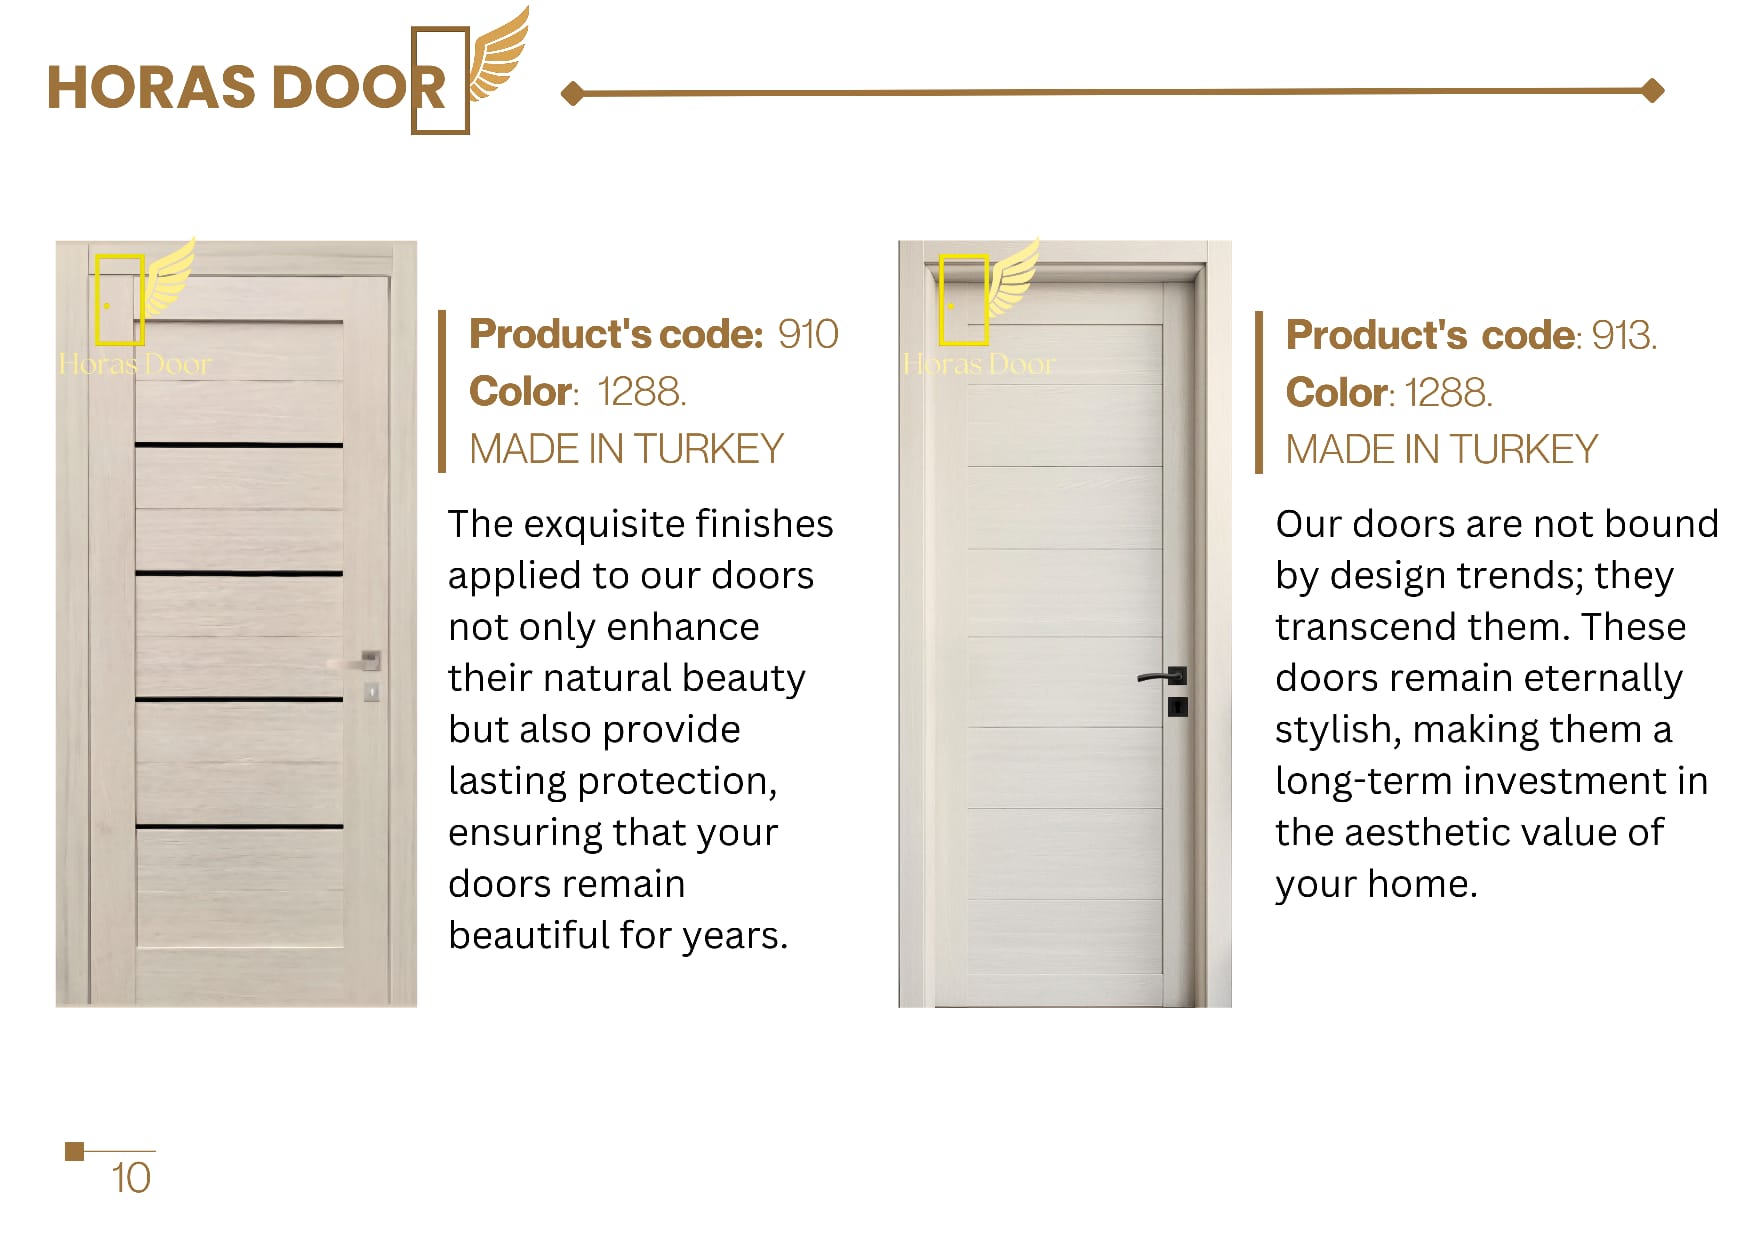 HORAS DOOR
Horas Door
Product's code: 910
Color: 1288.
MADE IN TURKEY
The exquisite finishes
applied to our doors
not only enhance
their natural beauty
but also provide
lasting protection,
ensuring that your
doors remain
beautiful for years.
Horas Door
Product's code: 913.
Color: 1288.
MADE IN TURKEY
Our doors are not bound
by design trends; they
transcend them. These
doors remain eternally
stylish, making them a
long-term investment in
the aesthetic value of
your home.
10